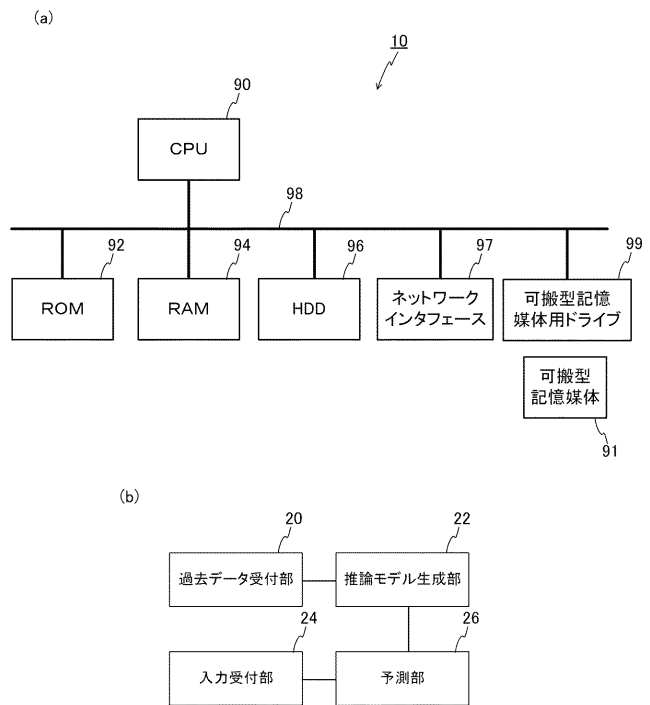 (a)
10
90
CPU
98
92
94
96
97
99
ROM
RAM
HDD
ネットワーク
インタフェース
可搬型記憶
媒体用ドライブ
可搬型
記憶媒体
91
(b)
20
22
過去データ受付部
推論モデル生成部
24
26
入力受付部
予測部